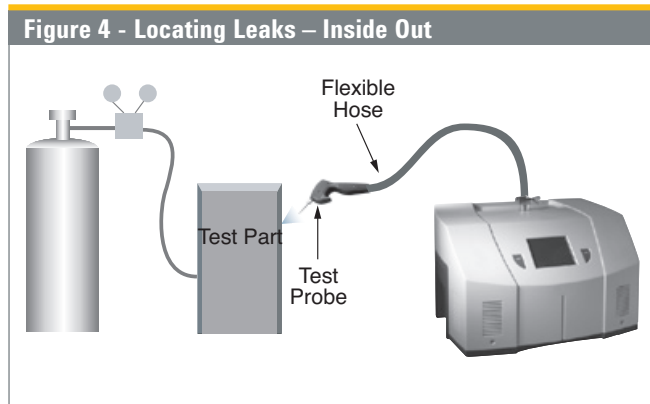 Figure 4 - Locating Leaks – Inside Out
Flexible
Hose
Test Part
Test
Probe